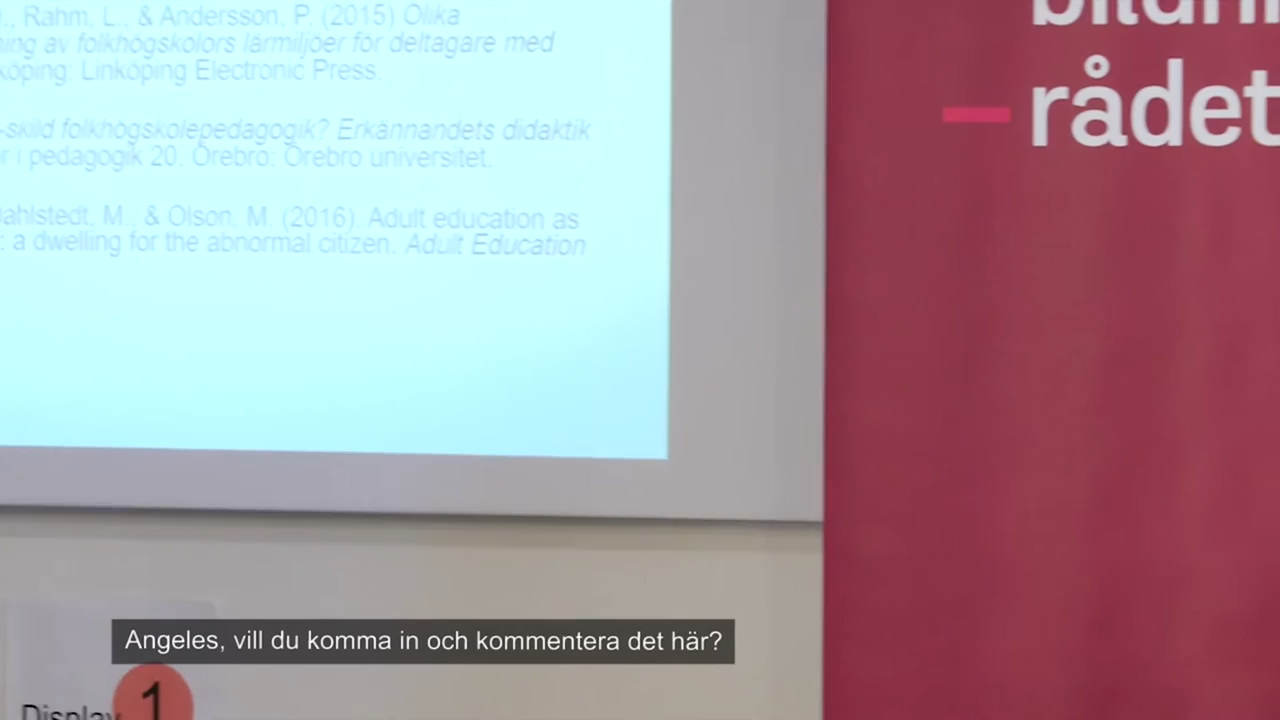 Rahm. L., & Andersson, P. (2015) Olika
av folkhögskolors lärmiljöer för deltagare med
köping: Linköping Electronic Press.
-skild folkhögskolepedagogik? Erkännandets didaktik
r i pedagogik 20. Örebro: Örebro universitet.
ahlstedt, M., & Olson, M. (2016). Adult education as
: a dwelling for the abnormal citizen. Adult Education
rådet
Angeles, vill du komma in och kommentera det här?
Display
1